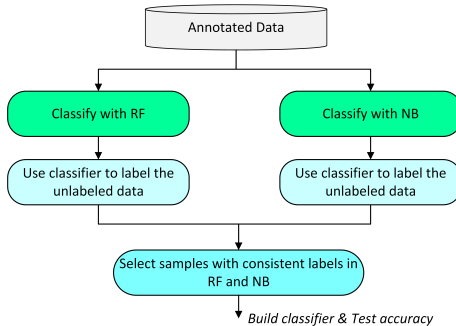 Annotated Data
Classify with RF
Classify with NB
Use classifier to label the
unlabeled data
Use classifier to label the
unlabeled data
Select samples with consistent labels in
RF and NB
Build classifier & Test accuracy